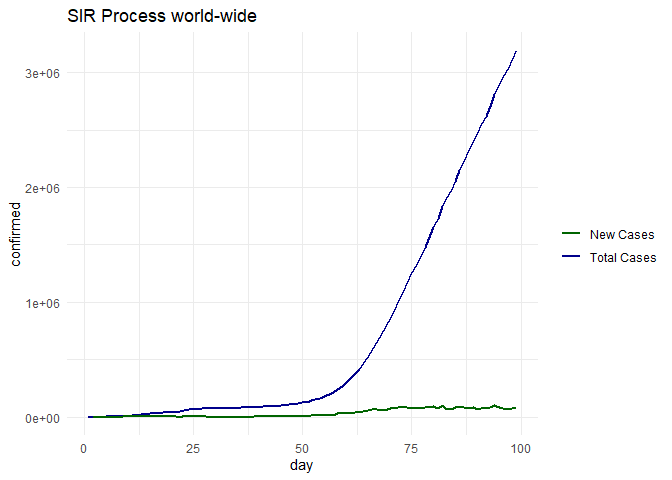 SIR Process world-wide
3e+06
2e+06
1e+06
0e+00
confirmed
0 25 50 75 100
day
New Cases
Total Cases